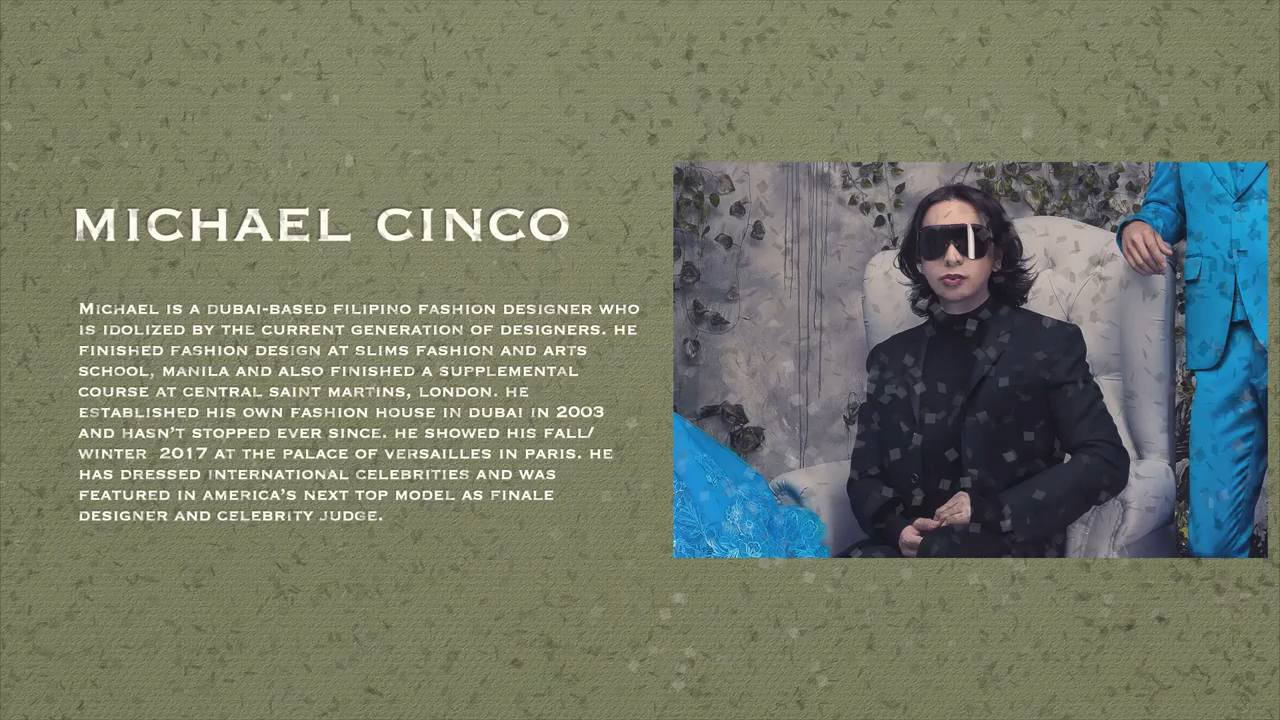 MICHAEL CINCO
MICHAEL IS A DUBAI-BASED FILIPINO FASHION DESIGNER WHO
IS IDOLIZED BY THE CURRENT GENERATION OF DESIGNERS. HE
FINISHED FASHION DESIGN AT SLIMS FASHION AND ARTS
SCHOOL, MANILA AND ALSO FINISHED A SUPPLEMENTAL
COURSE AT CENTRAL SAINT MARTINS, LONDON. HE
ESTABLISHED HIS OWN FASHION HOUSE IN DUBAI IN 2003
AND HASN'T STOPPED EVER SINCE. HE SHOWED HIS FALL/
WINTER 2017 AT THE PALACE OF VERSAILLES IN PARIS. HE
HAS DRESSED INTERNATIONAL CELEBRITIES AND WAS
FEATURED IN AMERICA'S NEXT TOP MODEL AS FINALE
DESIGNER AND CELEBRITY JUDGE.